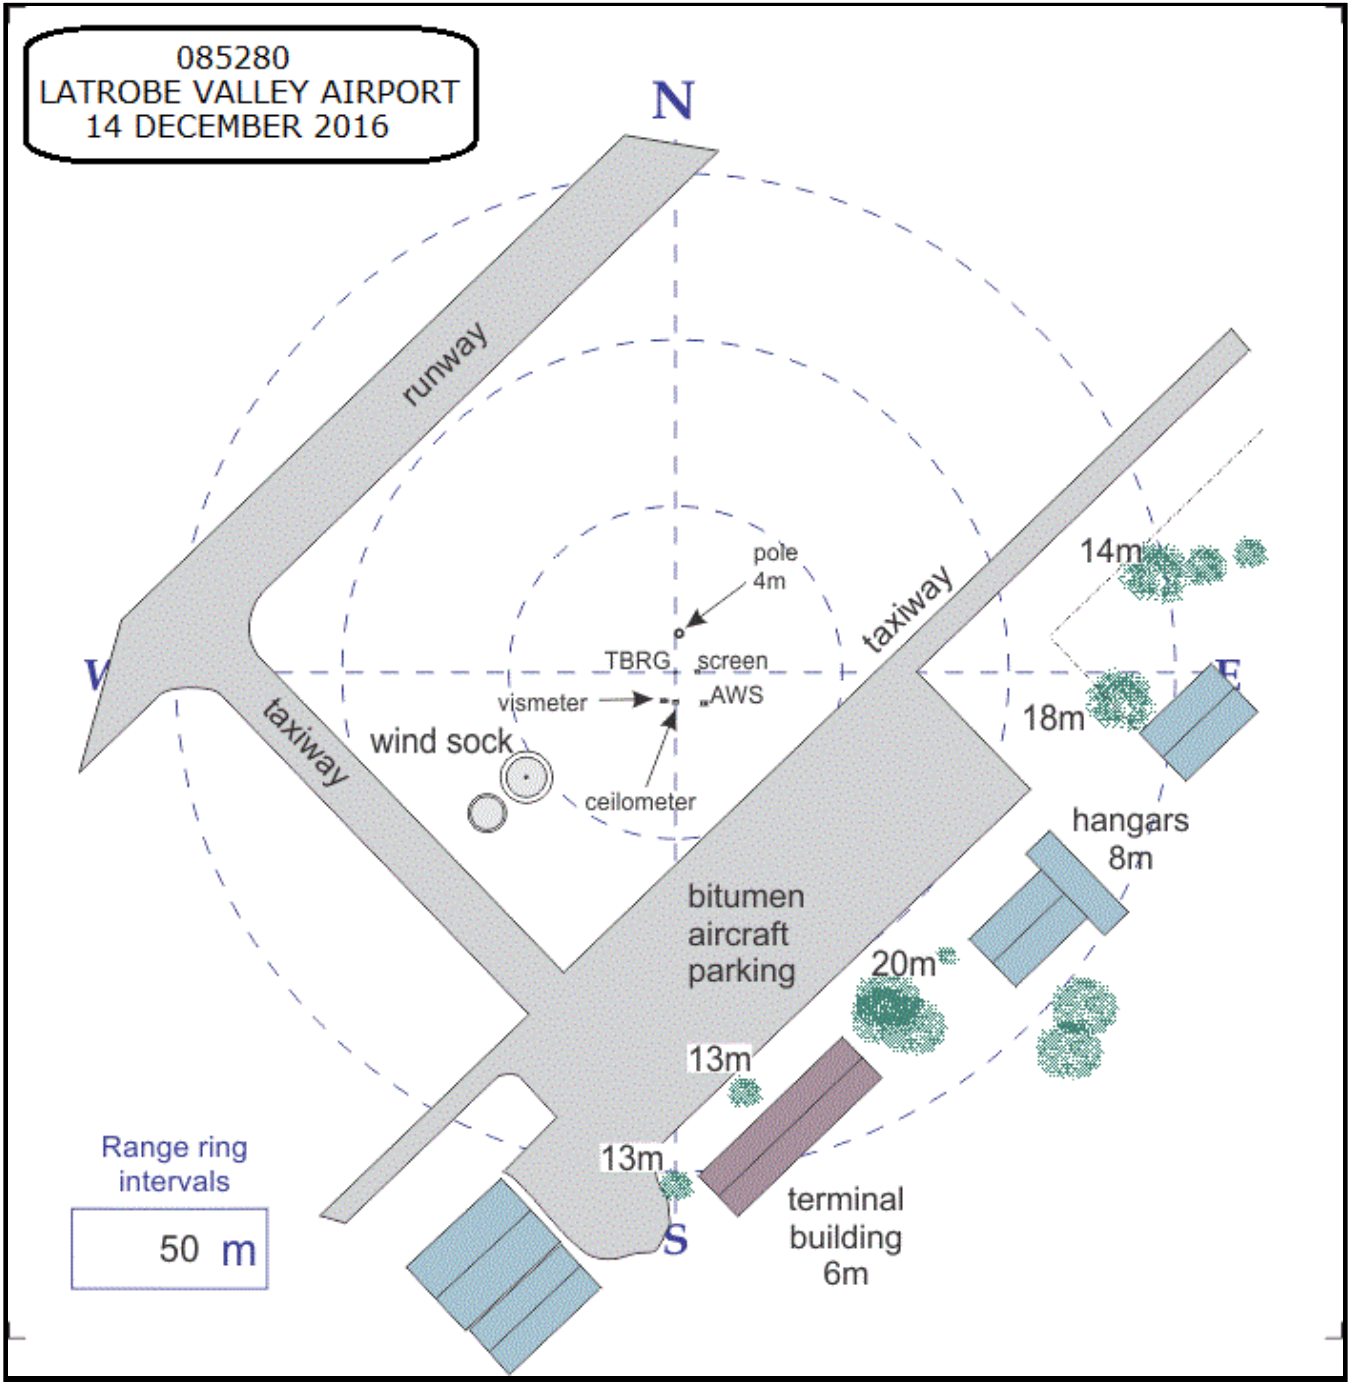 085280
LATROBE VALLEY AIRPORT
14 DECEMBER 2016
N
runway
pole
4m
14m
taxiway
TBRG
screen
W
E
vismeter
AWS
18m
taxiway
wind sock
ceilometer
hangars
8m
bitumen
aircraft
parking
20m
13m
13m
Range ring
intervals
50 m
terminal
building
6m
S